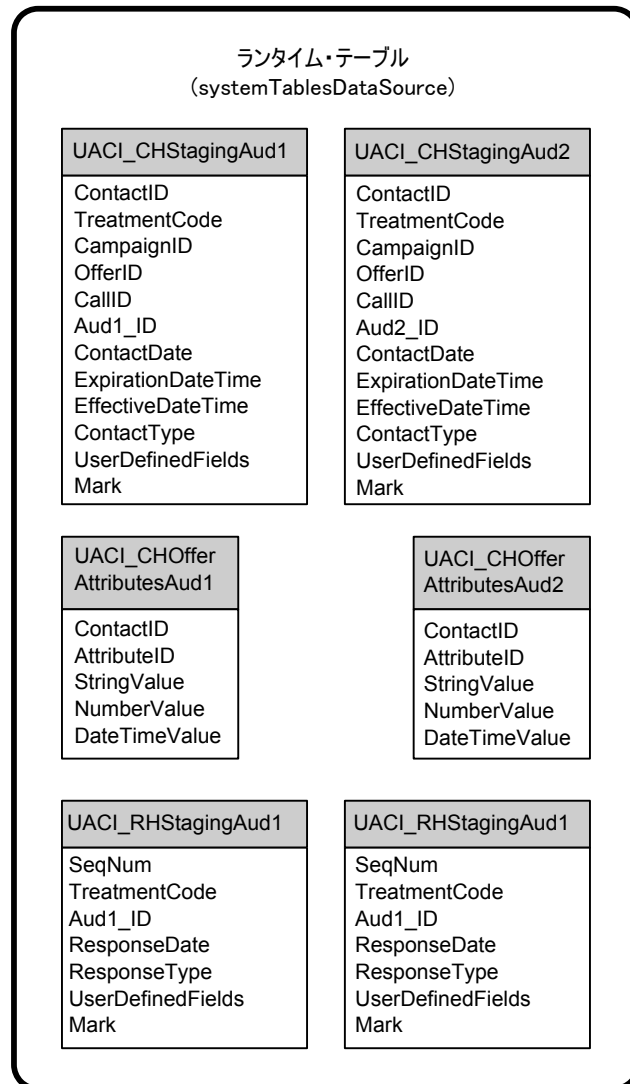 ランタイム・テーブル
(systemTablesDataSource)
UACI_CHStagingAud1
ContactID
TreatmentCode
CampaignID
OfferID
CallID
Aud1_ID
ContactDate
ExpirationDateTime
EffectiveDateTime
ContactType
UserDefinedFields
Mark
UACI_CHStagingAud2
ContactID
TreatmentCode
CampaignID
OfferID
CallID
Aud2_ID
ContactDate
ExpirationDateTime
EffectiveDateTime
ContactType
UserDefinedFields
Mark
UACI_CHOffer
AttributesAud1
ContactID
AttributeID
StringValue
NumberValue
DateTimeValue
UACI_CHOffer
AttributesAud2
ContactID
AttributeID
StringValue
NumberValue
DateTimeValue
UACI_RHStagingAud1
SeqNum
TreatmentCode
Aud1_ID
ResponseDate
ResponseType
UserDefinedFields
Mark
UACI_RHStagingAud1
SeqNum
TreatmentCode
Aud1_ID
ResponseDate
ResponseType
UserDefinedFields
Mark